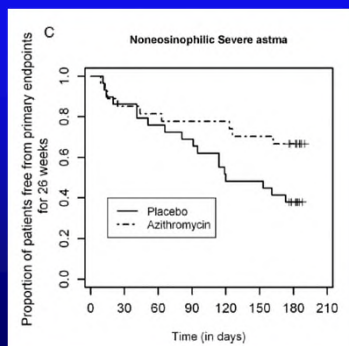 C
Noneosinophilic Severe astma
Proportion of patients free from primary endpoints
for 26 weeks
1.0
0.8
0.6
0.4
0.2
0.0
Placebo
Azithromycin
0 30 60 90 120 150 180 210
Time (in days)